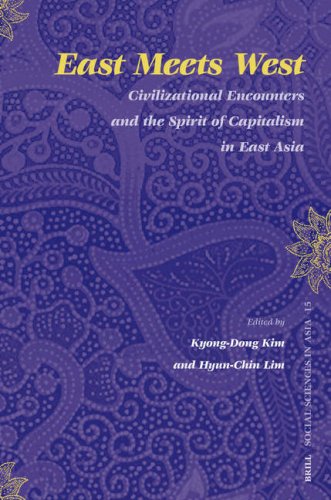 East Meets West
Civilizational Encounters
and the Spirit of Capitalism
in East Asia
Edited by
Kyong-Dong Kim
and Hyun-Chin Lim
BRILL
SOCIAL SCIENCES IN ASIA 15